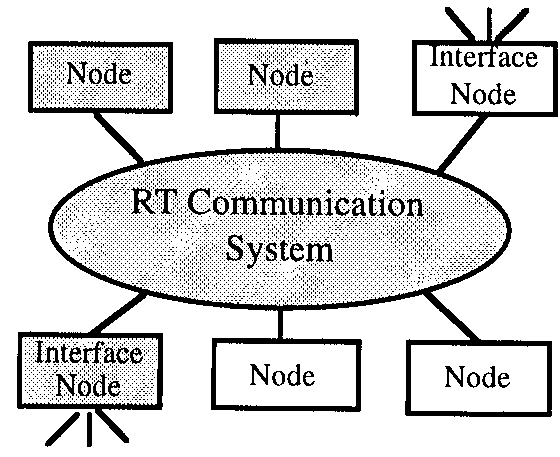 Node
Node
Interface
Node
RT Communication
System
Interface
Node
Node
Node